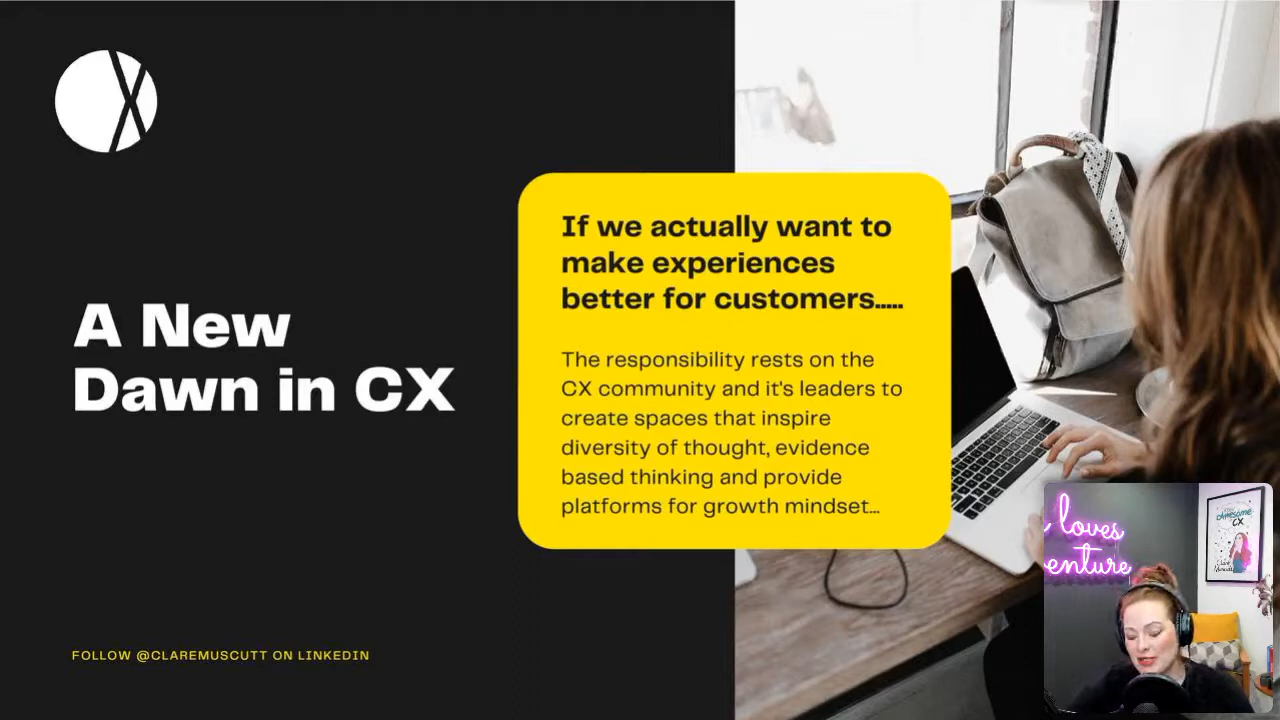 A New
Dawn in CX
If we actually want to
make experiences
better for customers.....
The responsibility rests on the
CX community and it's leaders to
create spaces that inspire
diversity of thought, evidence
based thinking and provide
platforms for growth mindset...
FOLLOW @CLAREMUSCUTT ON LINKEDIN
loves
enture
awesome
CX